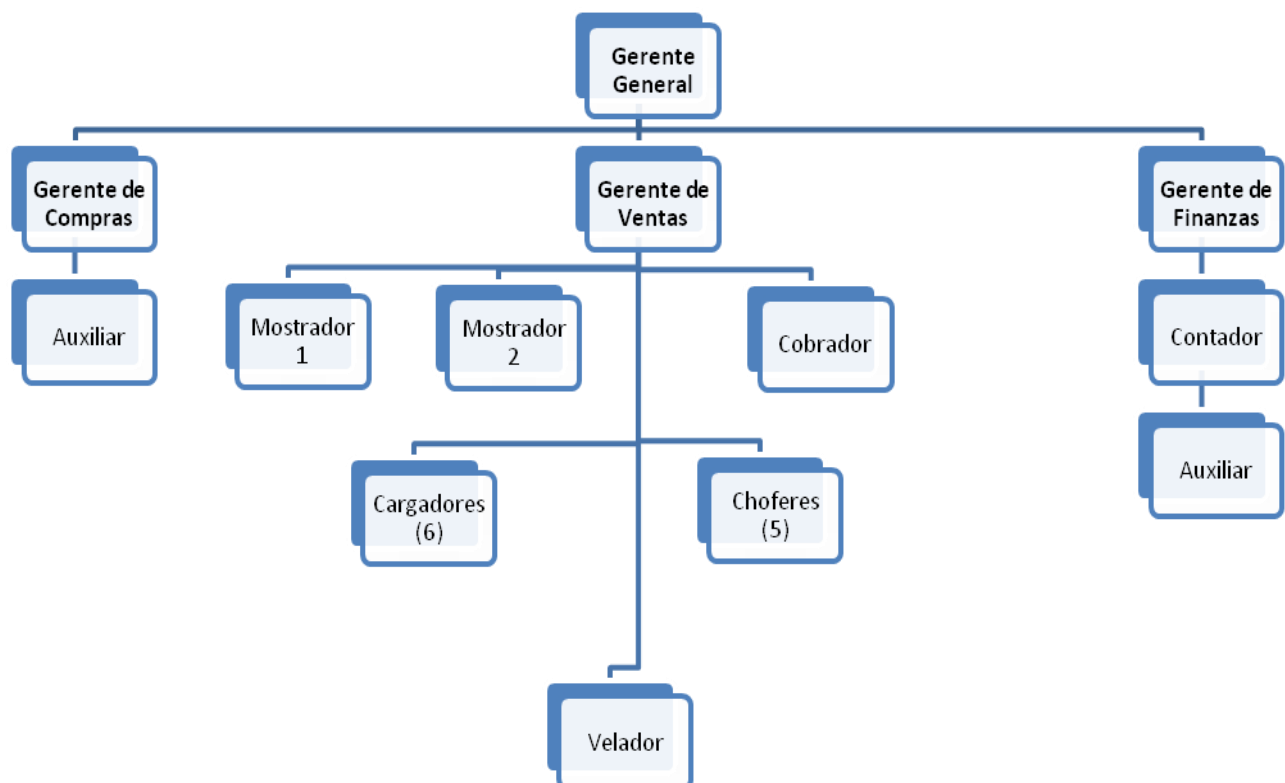 Gerente
General
Gerente de
Compras
Gerente de
Ventas
Gerente de
Finanzas
Auxiliar
Mostrador
1
Mostrador
2
Cobrador
Contador
Cargadores
(6)
Choferes
(5)
Auxiliar
Velador